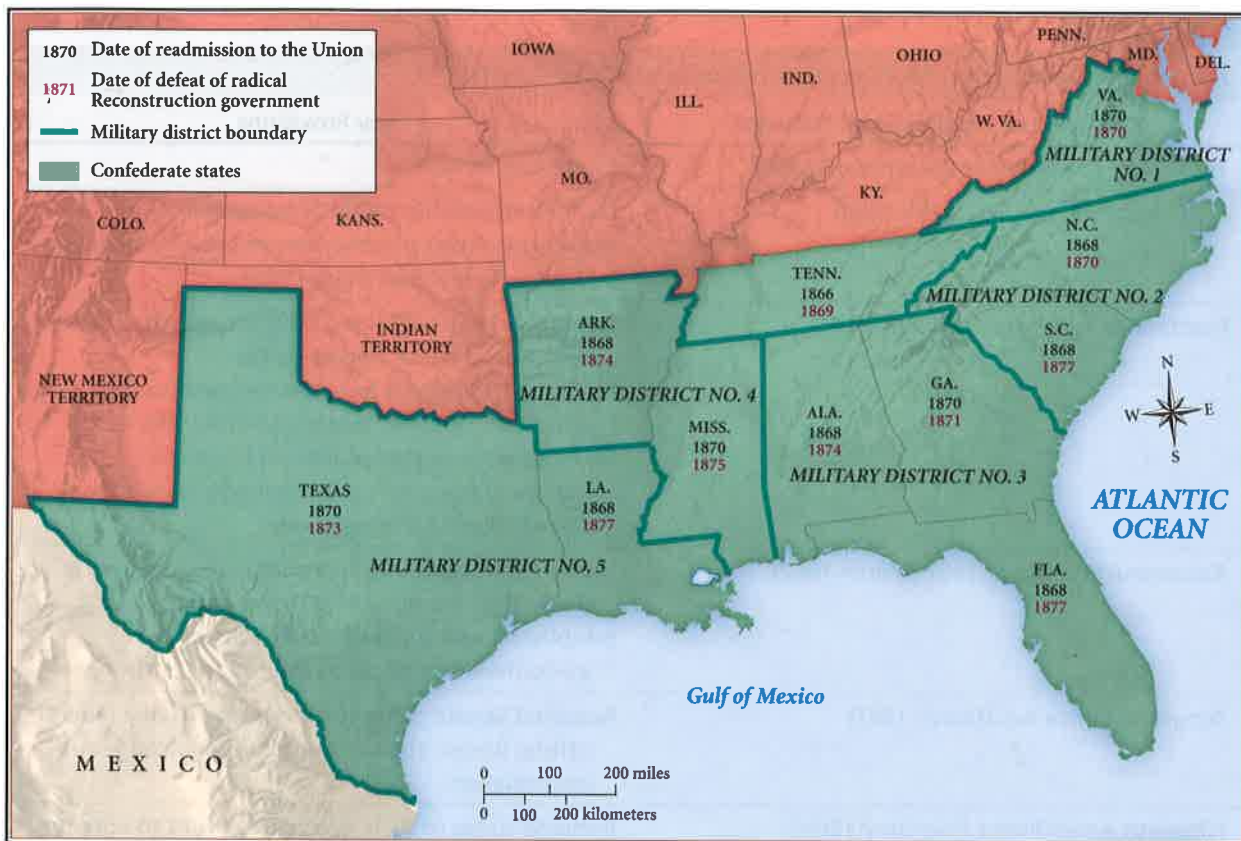 1870 Date of readmission to the Union
1871 Date of defeat of radical
Reconstruction government
Military district boundary
Confederate states
IOWA
PENN.
OHIO
MD.
DEL.
IND.
ILL.
W. VA.
VA.
1870
1870
MILITARY DISTRICT
NO. 1
COLO.
KANS.
MO.
KY.
N.C.
1868
1870
TENN.
1866
1869
MILITARY DISTRICT NO. 2
INDIAN
TERRITORY
ARK.
1868
1874
S.C.
1868
1877
NEW MEXICO
TERRITORY
MILITARY DISTRICT NO. 4
GA.
1870
1871
ALA.
1868
1874
MISS.
1870
1875
N
W E
S
MILITARY DISTRICT NO. 3
TEXAS
1870
1873
LA.
1868
1877
ATLANTIC
OCEAN
MILITARY DISTRICT NO. 5
FLA.
1868
1877
Gulf of Mexico
MEXICO
0 100 200 miles
0 100 200 kilometers